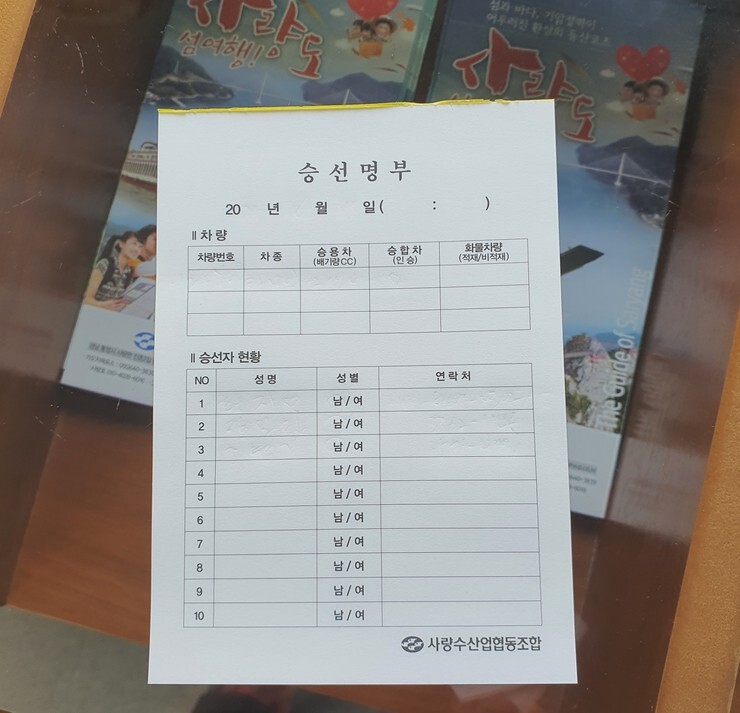 사랑도
섬여행!
섬과 바다, 기암절벽이
어우러진 환상의 등산코스
사랑도
승선명부
20 년 월 일( : )
|| 차 량
차량번호 차 종 승 용 차 (배기량CC) 승 합 차 (인 승) 화물차량 (적재/비적재)
|| 승선자 현황
NO 성 명 성 별 연 락 처
1 남 / 여
2 남 / 여
3 남 / 여
4 남 / 여
5 남 / 여
6 남 / 여
7 남 / 여
8 남 / 여
9 남 / 여
10 남 / 여
사량수산업협동조합
The Guide of Saryang